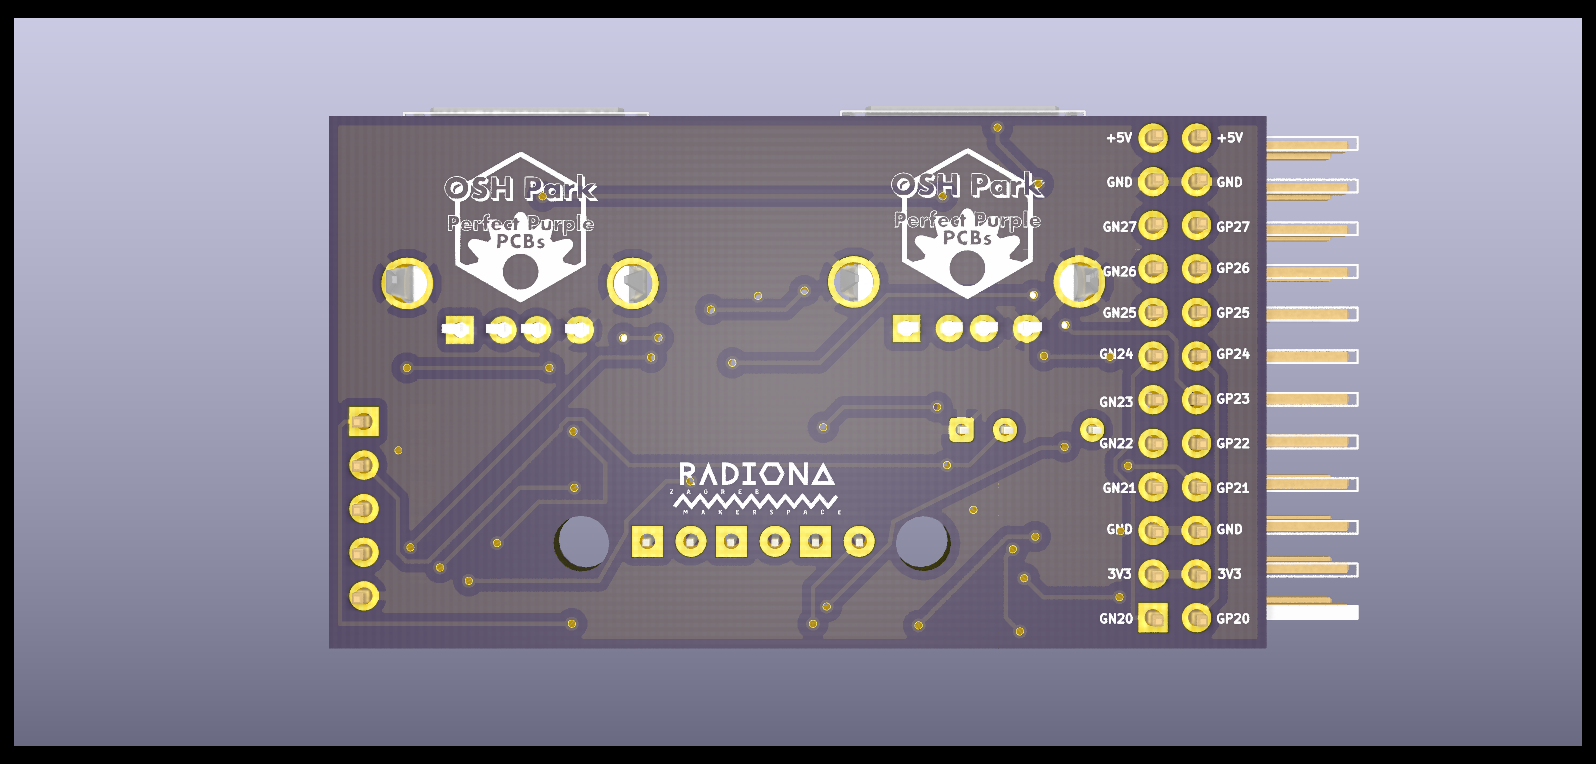 OSH Park
Perfect Purple
PCBs
OSH Park
Perfect Purple
PCBs
+5V +5V
GND GND
GN27 GP27
GN26 GP26
GN25 GP25
GN24 GP24
GN23 GP23
GN22 GP22
GN21 GP21
GND GND
3V3 3V3
GN20 GP20
RADIONA
ZAGREB
MAKERSPACE